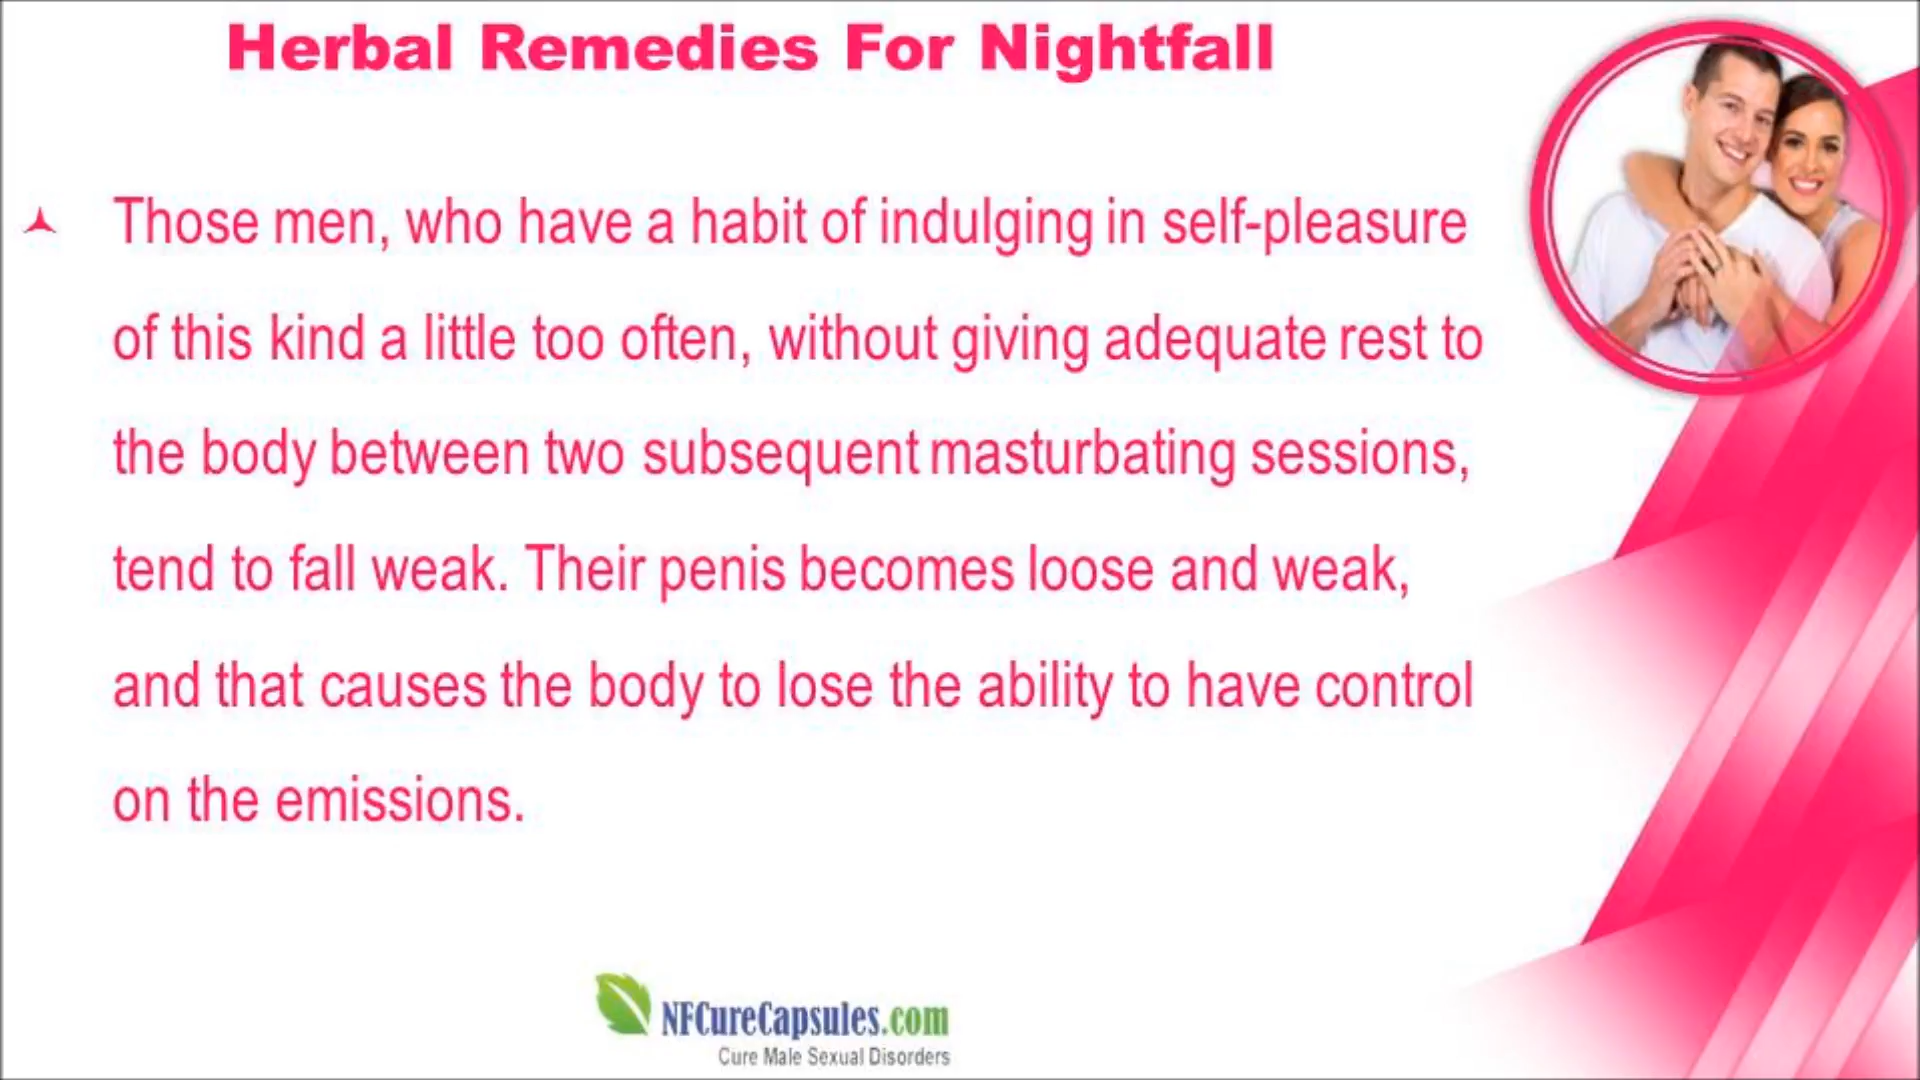 Herbal Remedies For Nightfall
Those men, who have a habit of indulging in self-pleasure
of this kind a little too often, without giving adequate rest to
the body between two subsequent masturbating sessions,
tend to fall weak. Their penis becomes loose and weak,
and that causes the body to lose the ability to have control
on the emissions.
NFCureCapsules.com
Cure Male Sexual Disorders